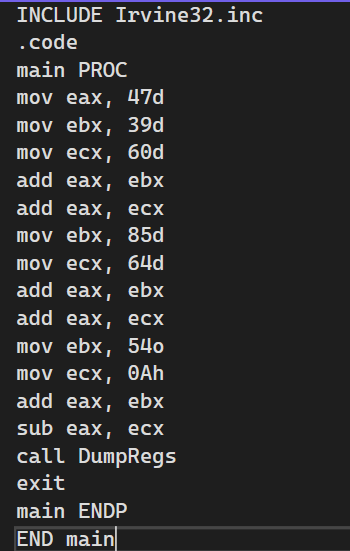 INCLUDE Irvine32.inc
.code
main PROC
mov eax, 47d
mov ebx, 39d
mov ecx, 60d
add eax, ebx
add eax, ecx
mov ebx, 85d
mov ecx, 64d
add eax, ebx
add eax, ecx
mov ebx, 54o
mov ecx, 0Ah
add eax, ebx
sub eax, ecx
call DumpRegs
exit
main ENDP
END main